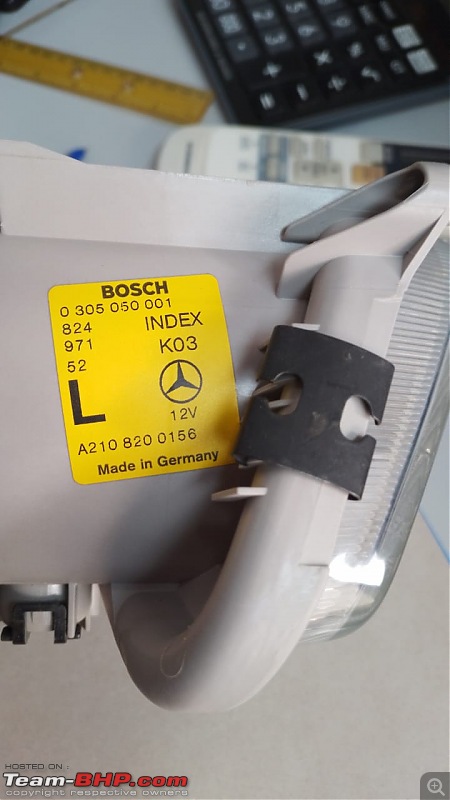 BOSCH
0 305 050 001
824 INDEX
971 K03
52
L
12V
A210 820 0156
Made in Germany
HOSTED ON :
Team-BHP.com
copyright respective owners